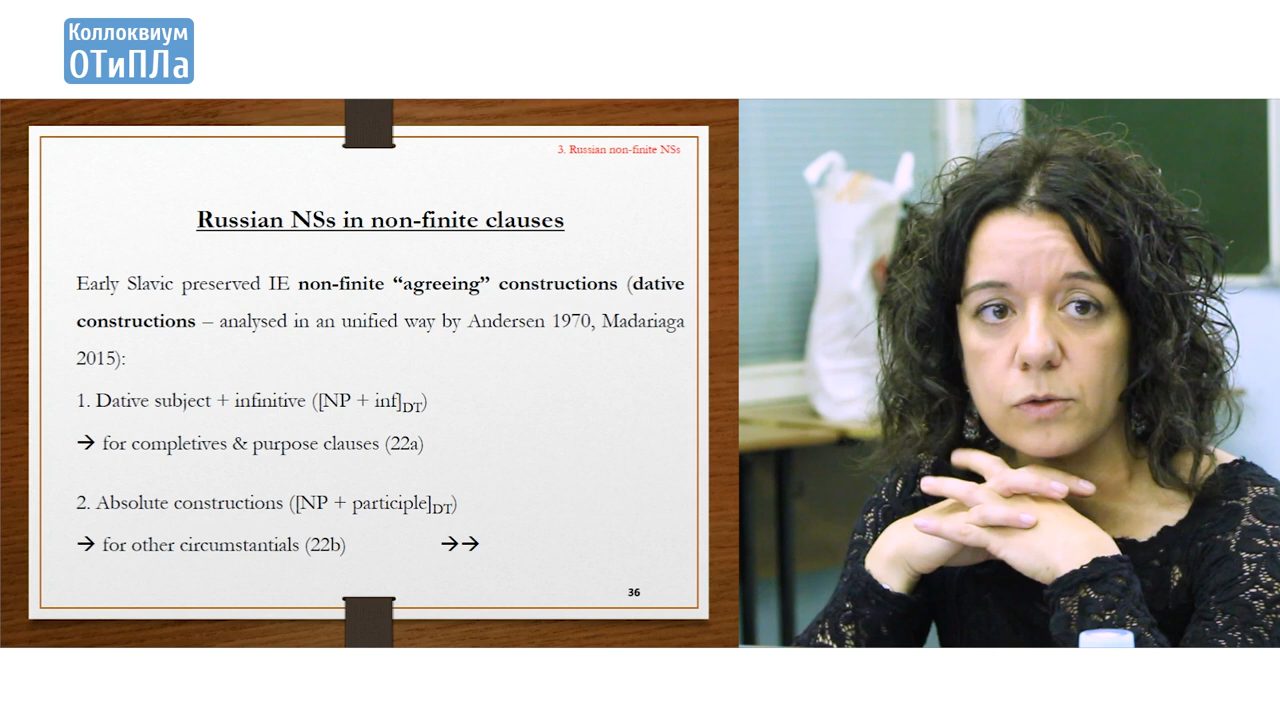 Коллоквиум
ОТиПЛа
3. Russian non-finite NSs
Russian NSs in non-finite clauses
Early Slavic preserved IE non-finite “agreeing” constructions (dative
constructions – analysed in an unified way by Andersen 1970, Madariaga
2015):
1. Dative subject + infinitive ([NP + inf]DT)
→ for completives & purpose clauses (22a)
2. Absolute constructions ([NP + participle]DT)
→ for other circumstantials (22b) →→
36